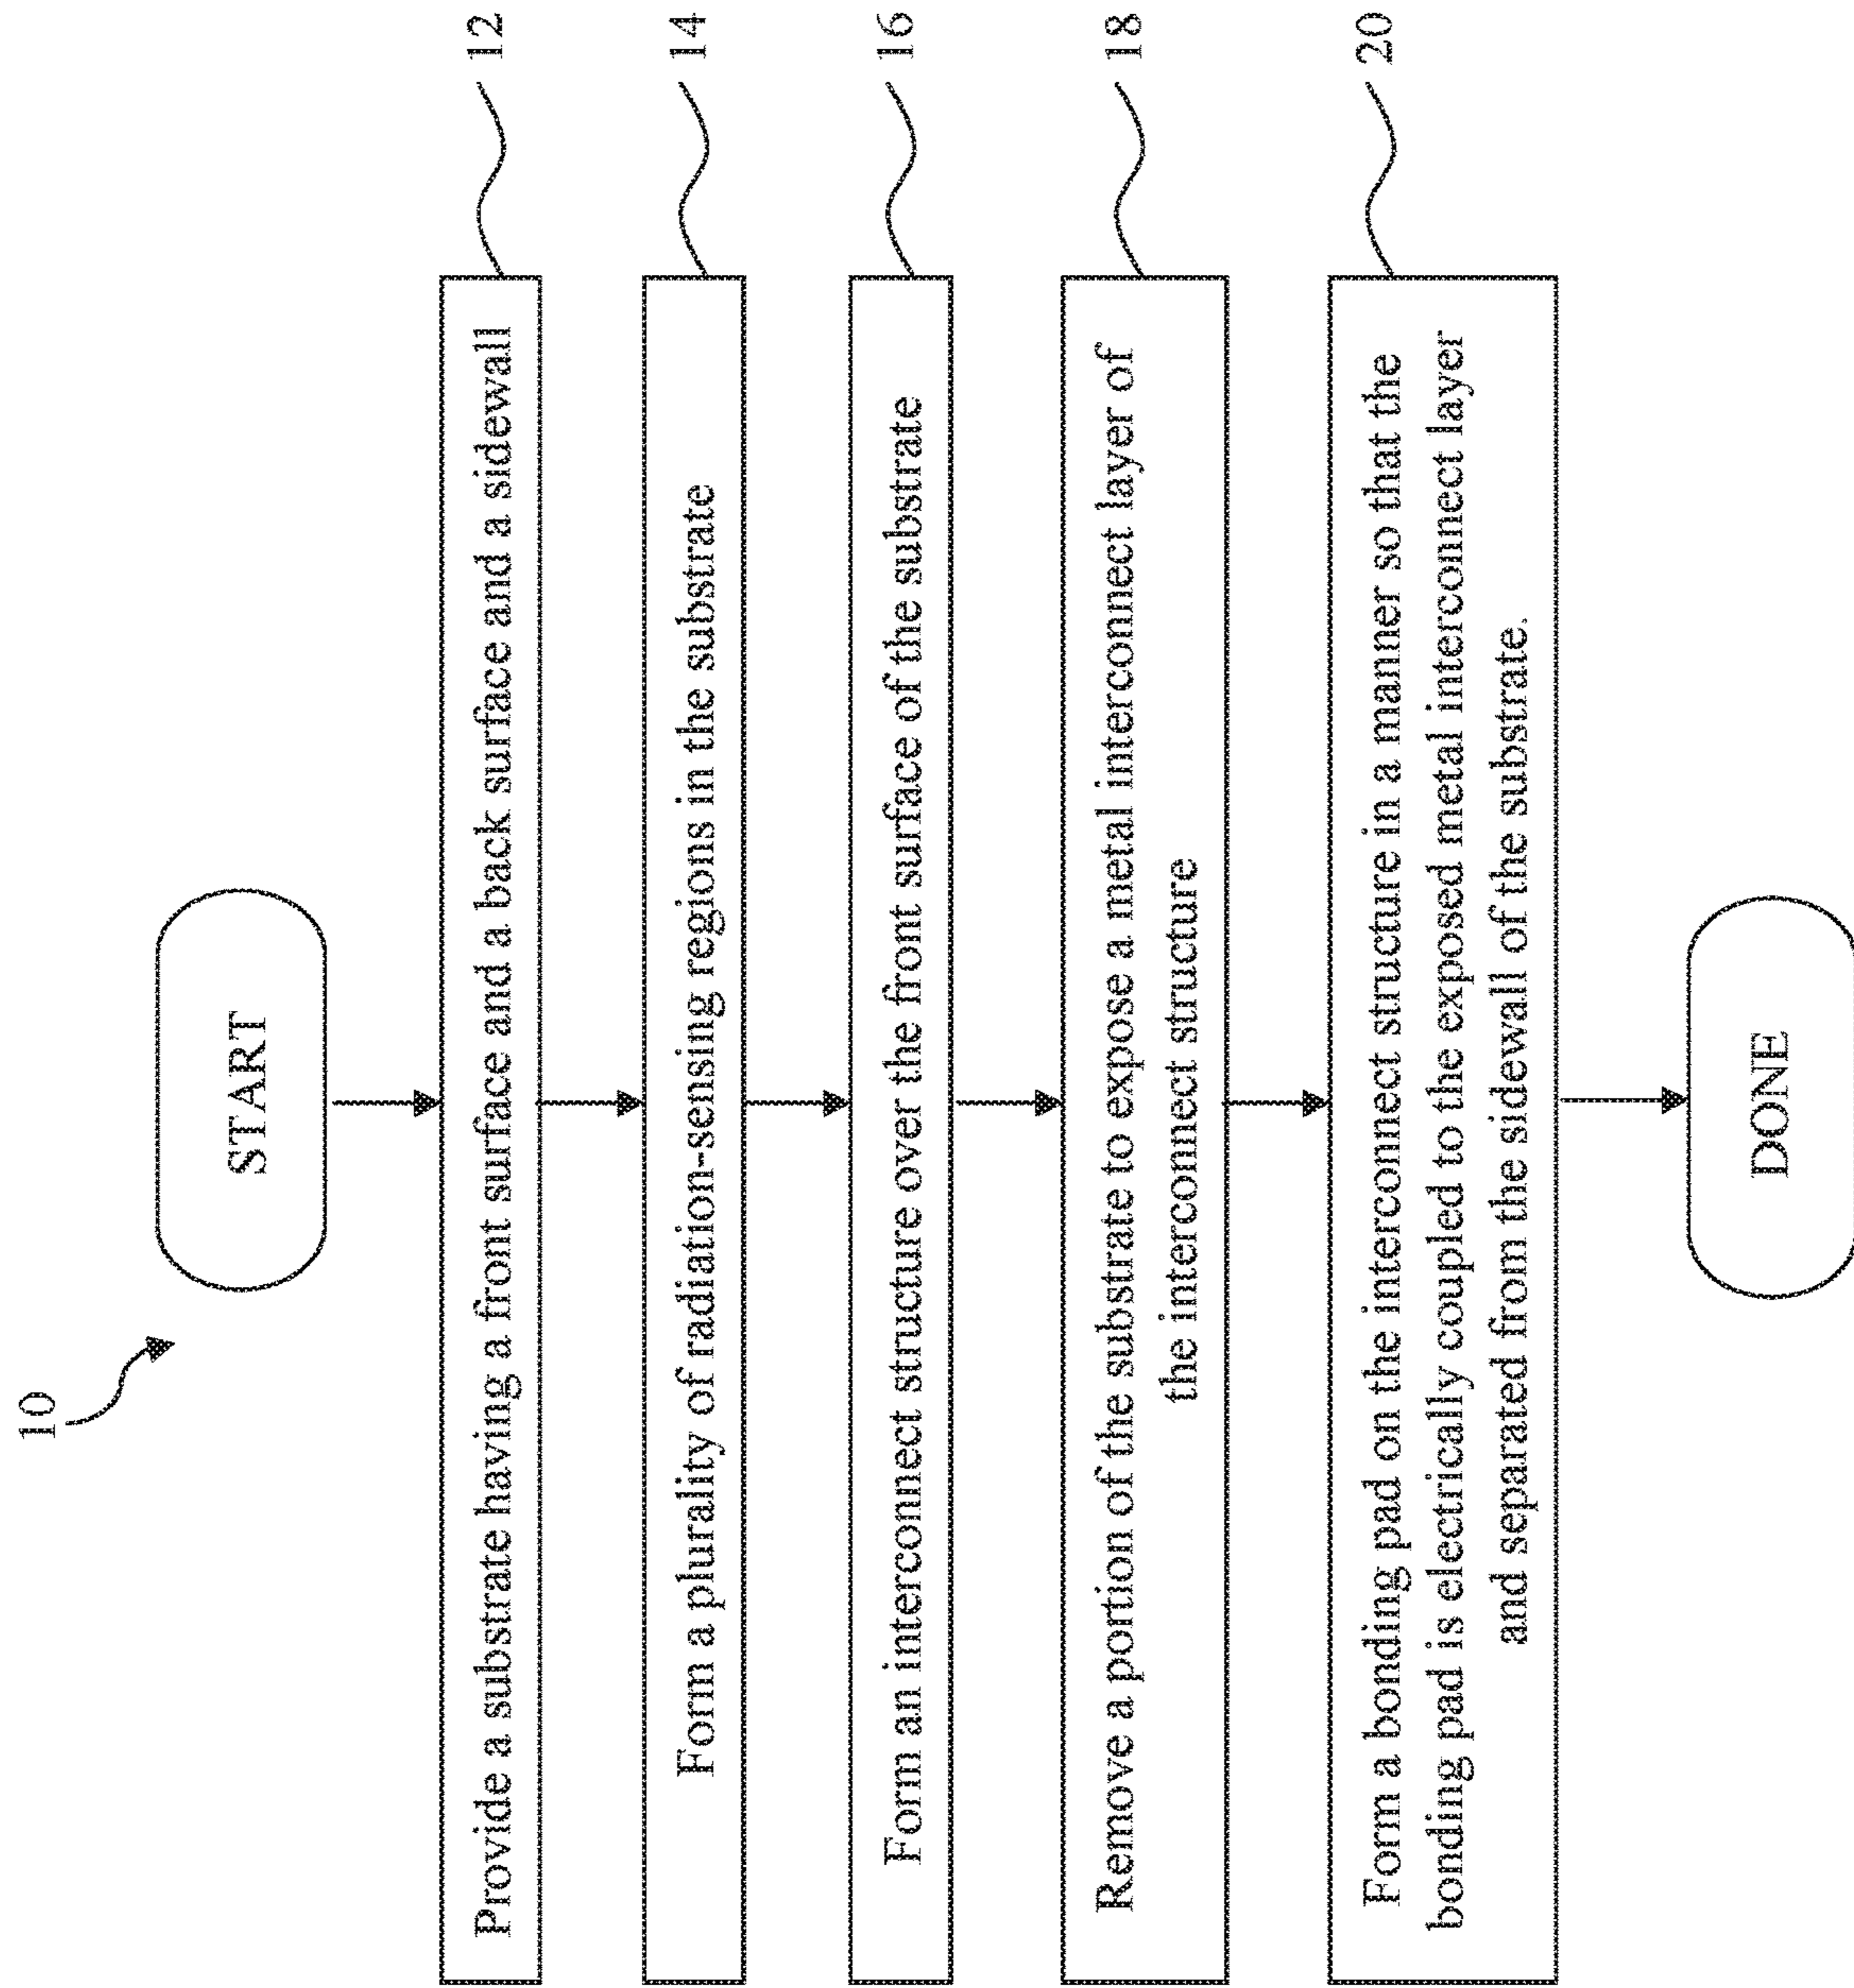 10
START
Provide a substrate having a front surface and a back surface and a sidewall
12
Form a plurality of radiation-sensing regions in the substrate
14
Form an interconnect structure over the front surface of the substrate
16
Remove a portion of the substrate to expose a metal interconnect layer of
the interconnect structure
18
Form a bonding pad on the interconnect structure in a manner so that the
bonding pad is electrically coupled to the exposed metal interconnect layer
and separated from the sidewall of the substrate.
20
DONE